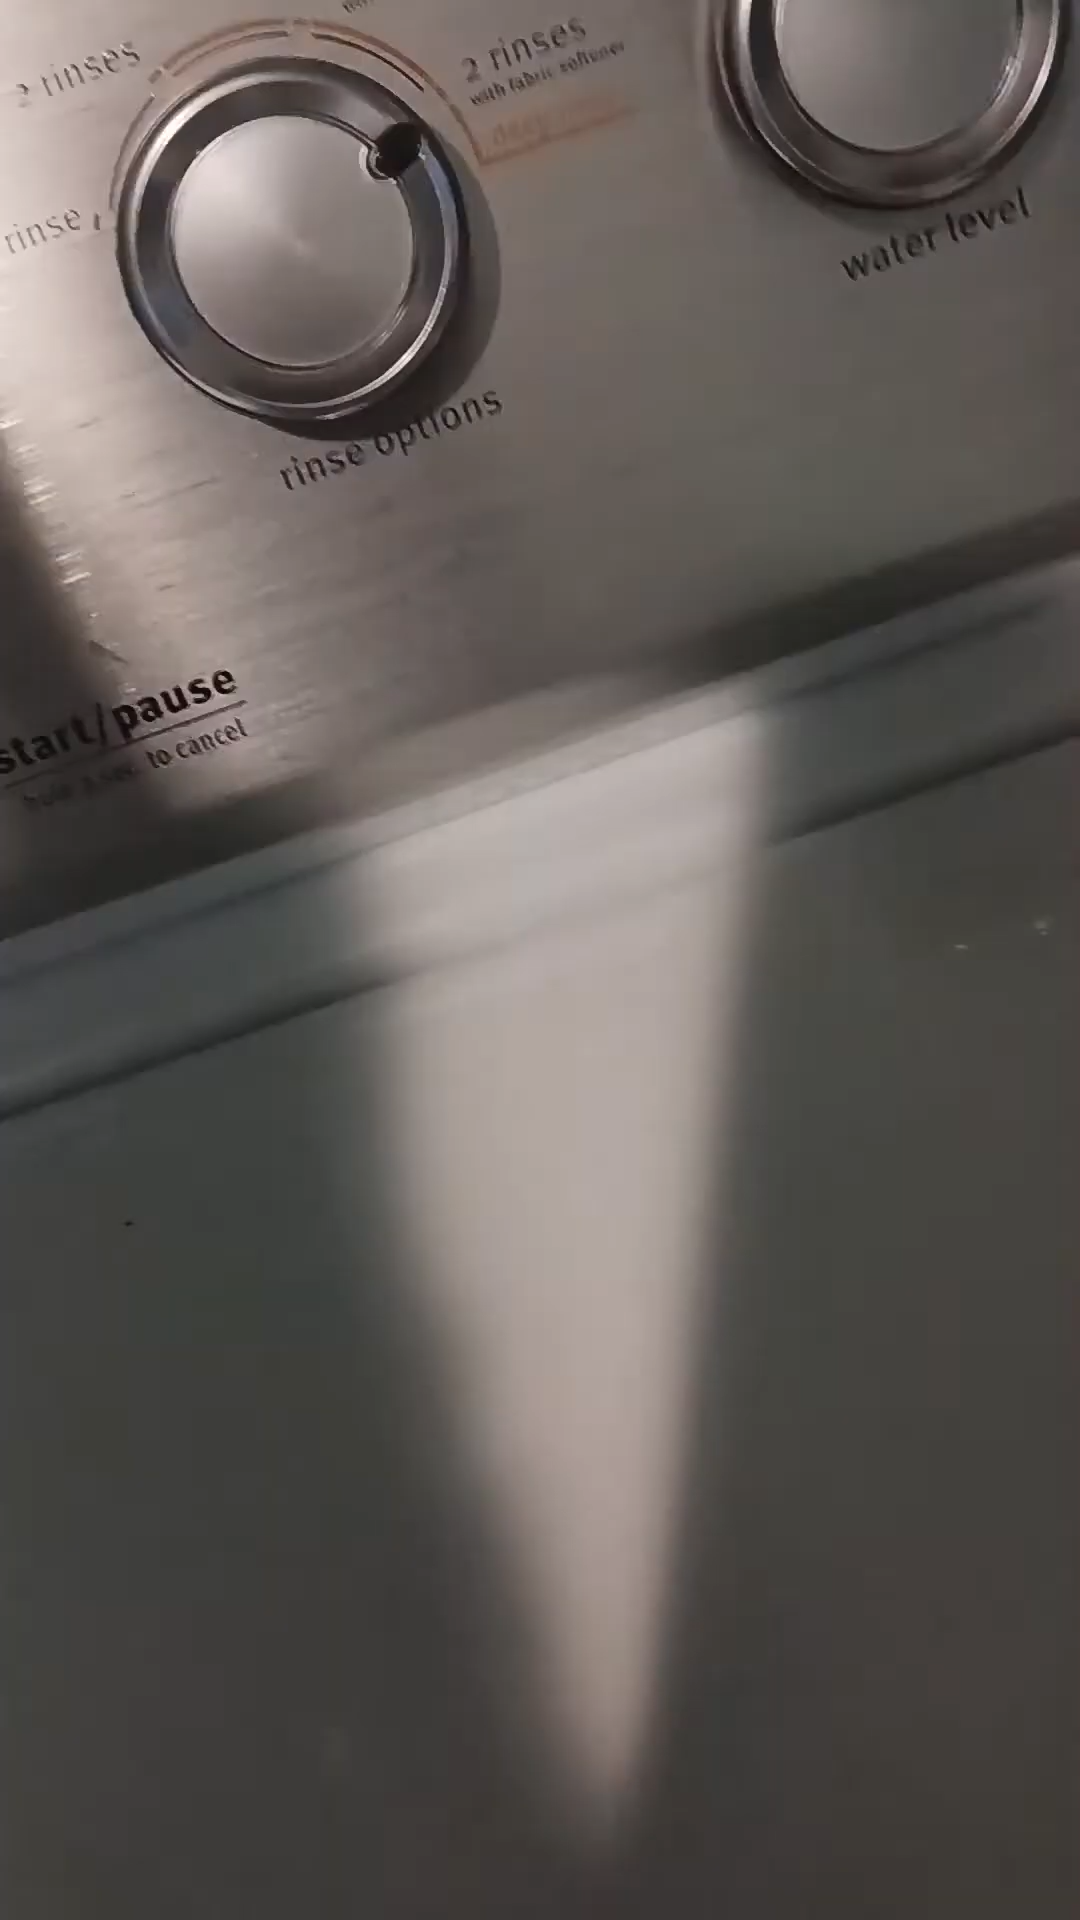 2 rinses
2 rinses
with fabric softener
rinse
water level
rinse options
start/pause
to cancel